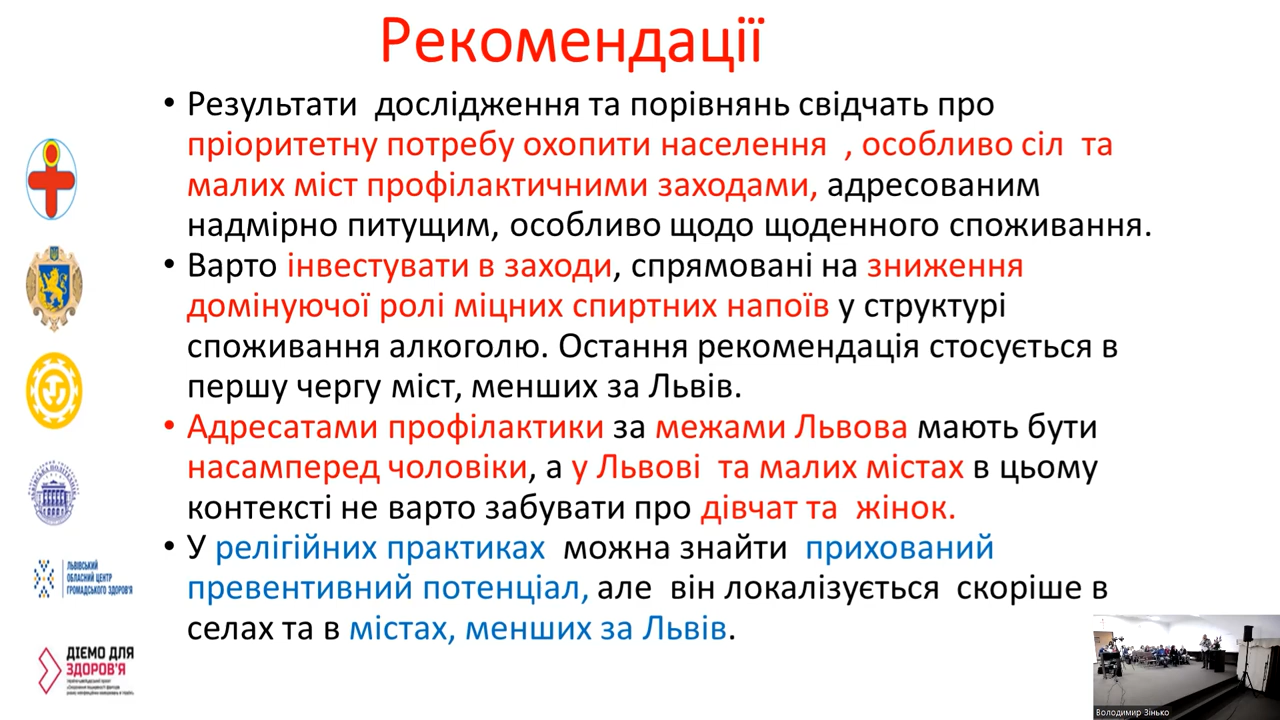 Рекомендації
• Результати дослідження та порівнянь свідчать про
пріоритетну потребу охопити населення , особливо сіл та
малих міст профілактичними заходами, адресованим
надмірно питущим, особливо щодо щоденного споживання.
• Варто інвестувати в заходи, спрямовані на зниження
домінуючої ролі міцних спиртних напоїв у структурі
споживання алкоголю. Остання рекомендація стосується в
першу чергу міст, менших за Львів.
• Адресатами профілактики за межами Львова мають бути
насамперед чоловіки, а у Львові та малих містах в цьому
контексті не варто забувати про дівчат та жінок.
• У релігійних практиках можна знайти прихований
превентивний потенціал, але він локалізується скоріше в
селах та в містах, менших за Львів.
ЛЬВІВСЬКИЙ
ОБЛАСНИЙ ЦЕНТР
ГРОМАДСЬКОГО ЗДОРОВ'Я
ДІЄМО ДЛЯ
ЗДОРОВ'Я
Володимир Зінько